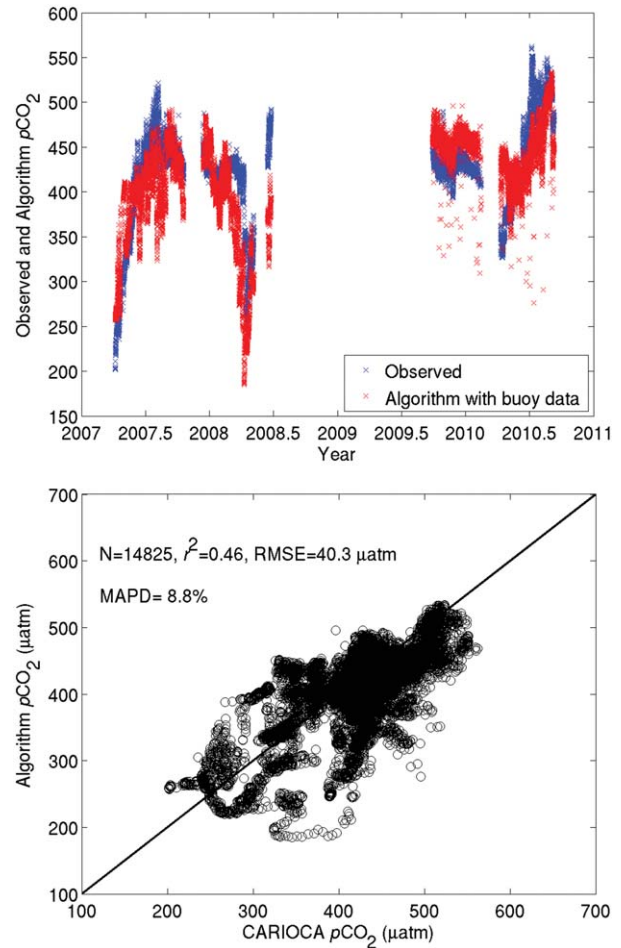 600
550
500
450
400
350
300
250
200
150
Observed and Algorithm pCO2
Observed
Algorithm with buoy data
2007 2007.5 2008 2008.5 2009 2009.5 2010 2010.5 2011
Year
700
600
500
400
300
200
100
Algorithm pCO2 (µatm)
N=14825, r2=0.46, RMSE=40.3 µatm
MAPD= 8.8%
100 200 300 400 500 600 700
CARIOCA pCO2 (µatm)